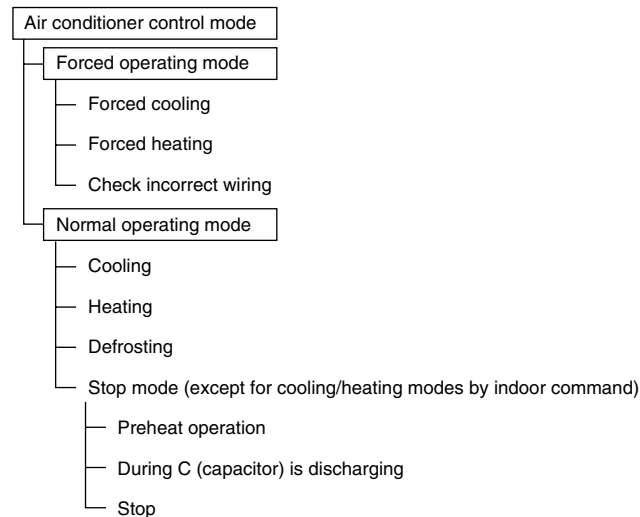 Air conditioner control mode
Forced operating mode
Forced cooling
Forced heating
Check incorrect wiring
Normal operating mode
Cooling
Heating
Defrosting
Stop mode (except for cooling/heating modes by indoor command)
Preheat operation
During C (capacitor) is discharging
Stop